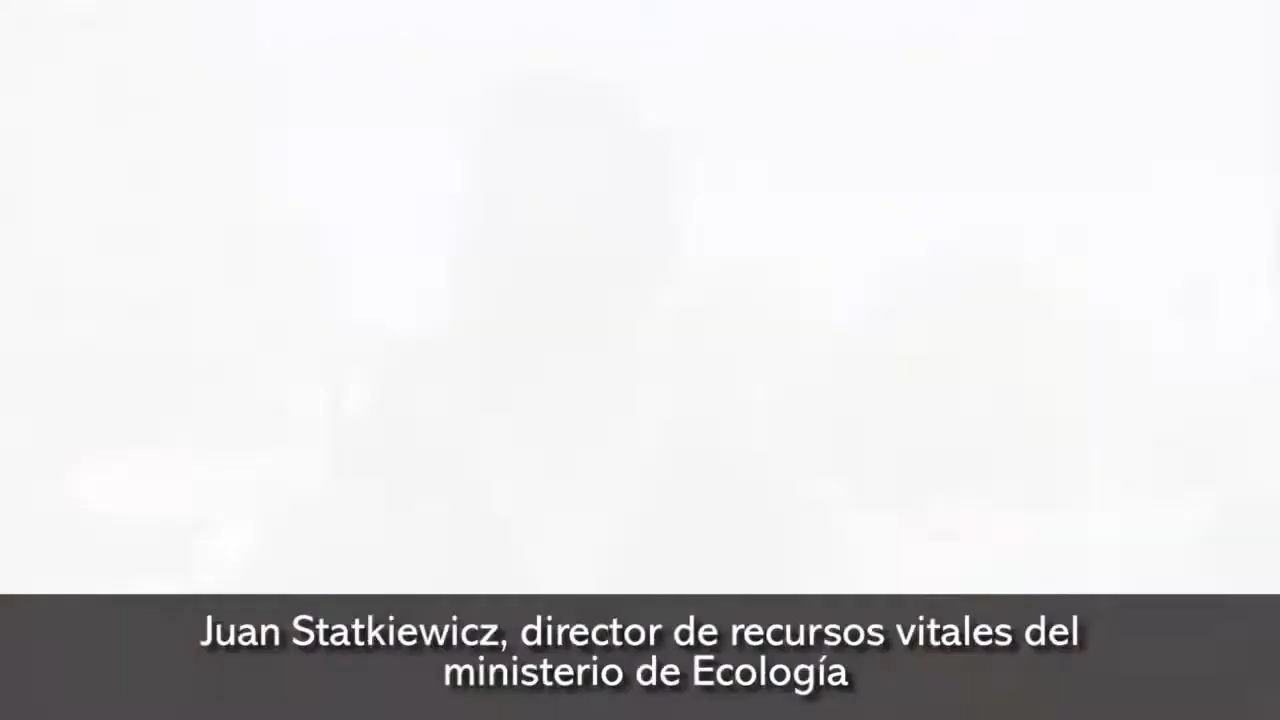 Juan Statkiewicz, director de recursos vitales del
ministerio de Ecología